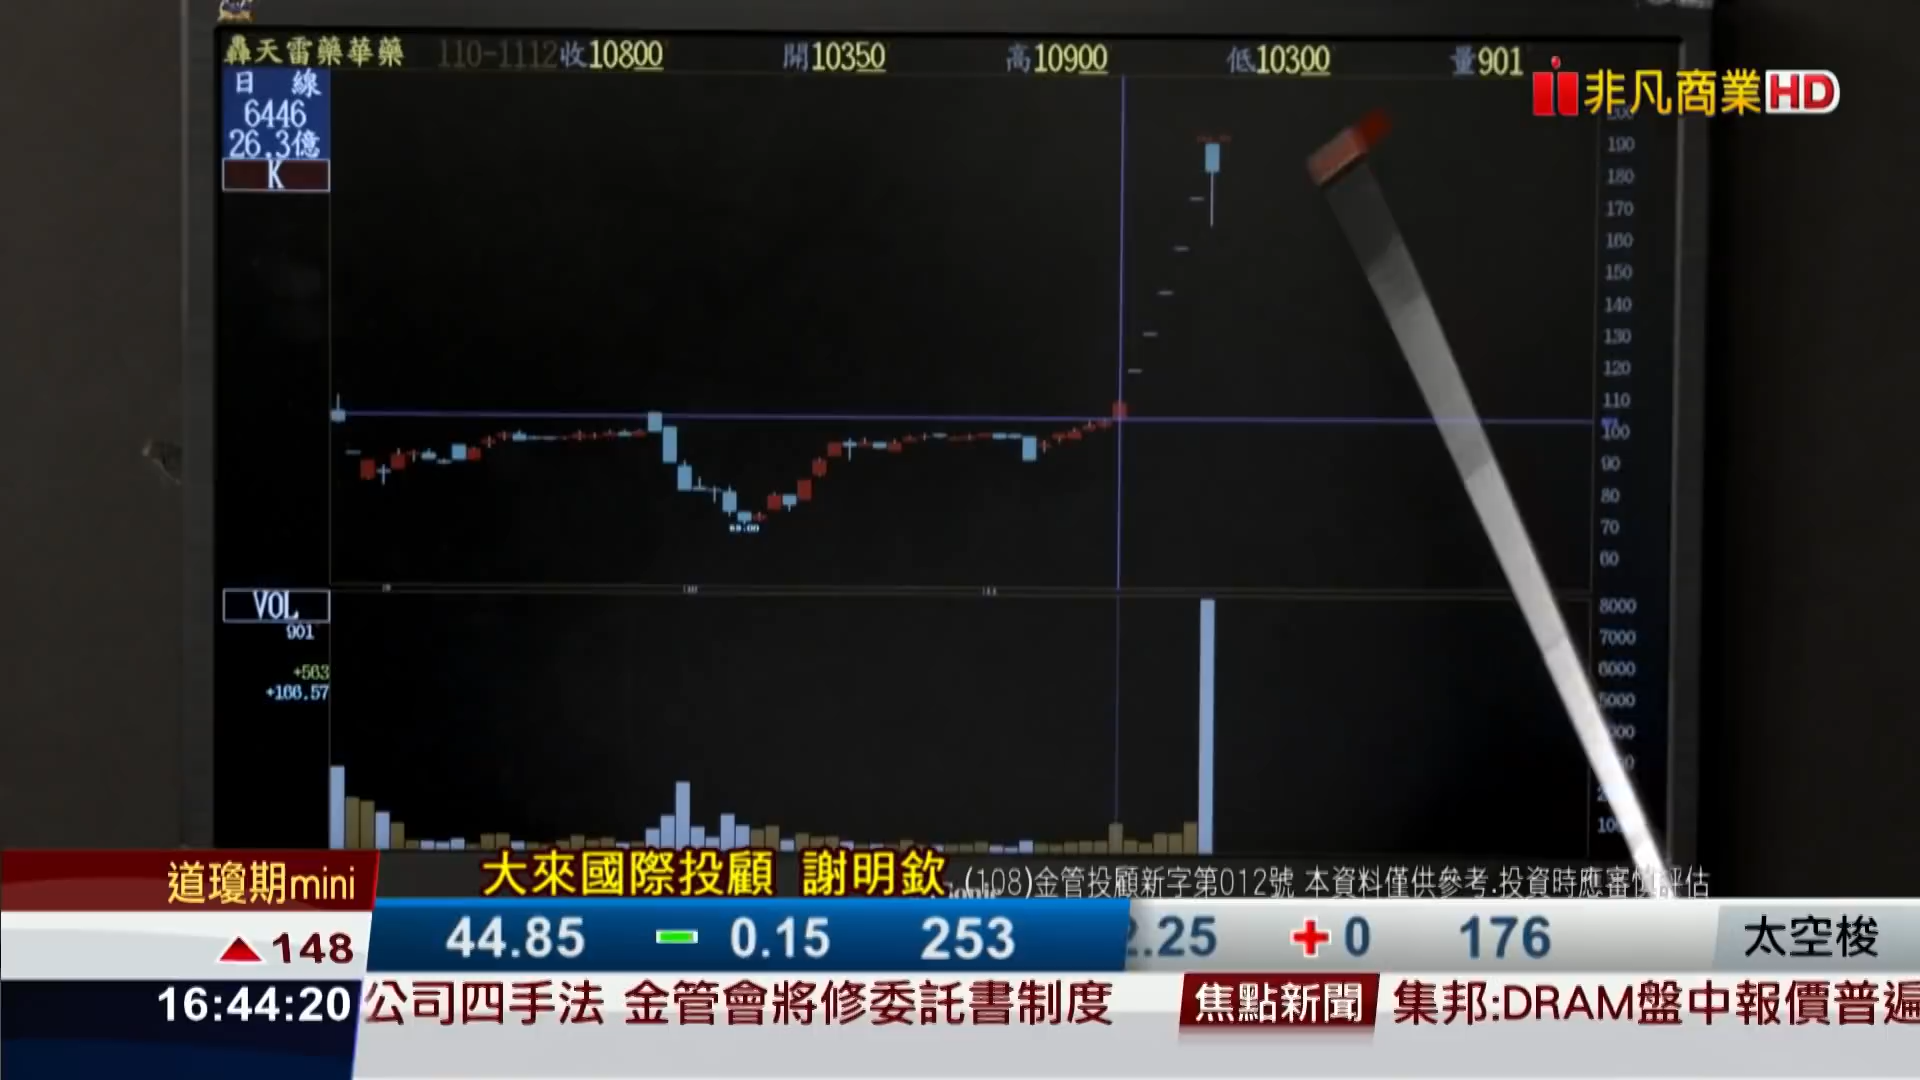 轟天雷藥華藥 110-1112 收10800 開10350 高10900 低10300 量901
非凡商業HD
日 線
6446
26.3億
K
190
180
170
160
150
140
130
120
110
100
90
80
70
60
VOL
901
+563
+166.57
8000
7000
6000
5000
道瓊期mini
▲148
16:44:20
大來國際投顧 謝明欽
(108)金管投顧新字第012號 本資料僅供參考.投資時應審慎評估
44.85 0.15 253
2.25 +0 176 太空梭
公司四手法 金管會將修委託書制度 焦點新聞 集邦:DRAM盤中報價普遍